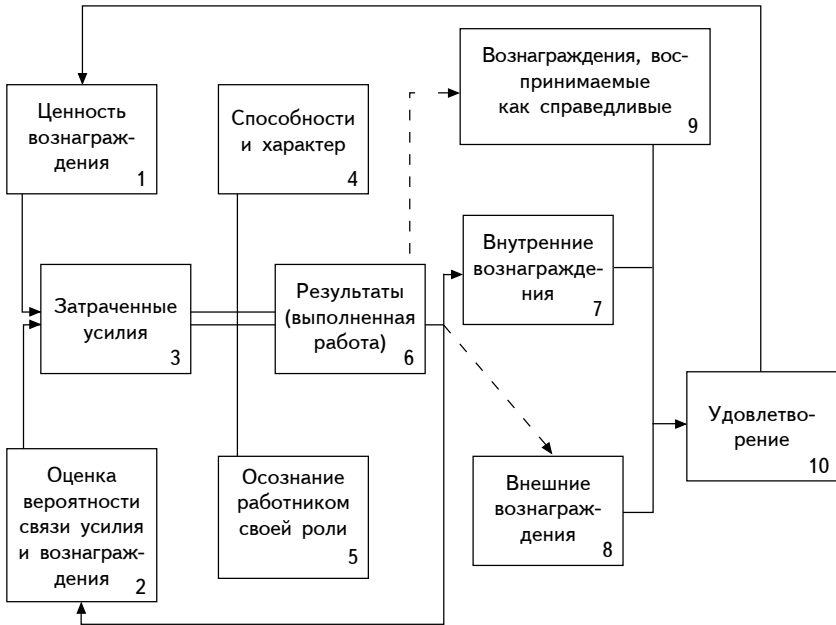 Ценность
вознаграж-
дения
1
Способности
и характер
4
Вознаграждения, вос-
принимаемые
как справедливые
9
Затраченные
усилия
3
Результаты
(выполненная
работа)
6
Внутренние
вознагражде-
ния
7
Оценка
вероятности
связи усилия
и вознаграж-
дения
2
Осознание
работником
своей роли
5
Внешние
вознаграж-
дения
8
Удовлетво-
рение
10